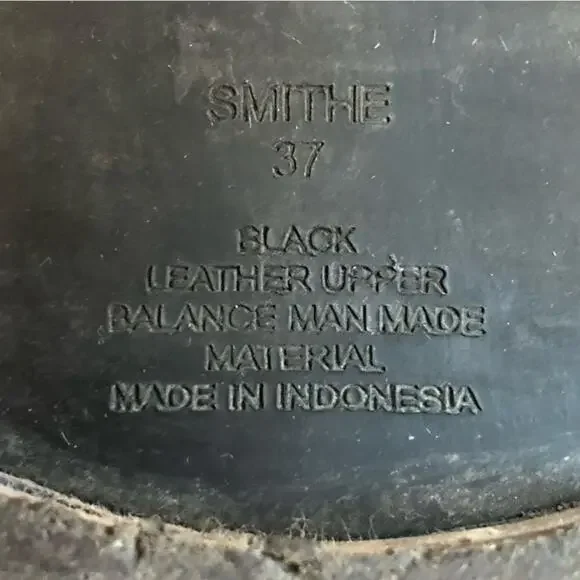 SMITHE
37
BLACK
LEATHER UPPER
BALANCE MAN MADE
MATERIAL
MADE IN INDONESIA